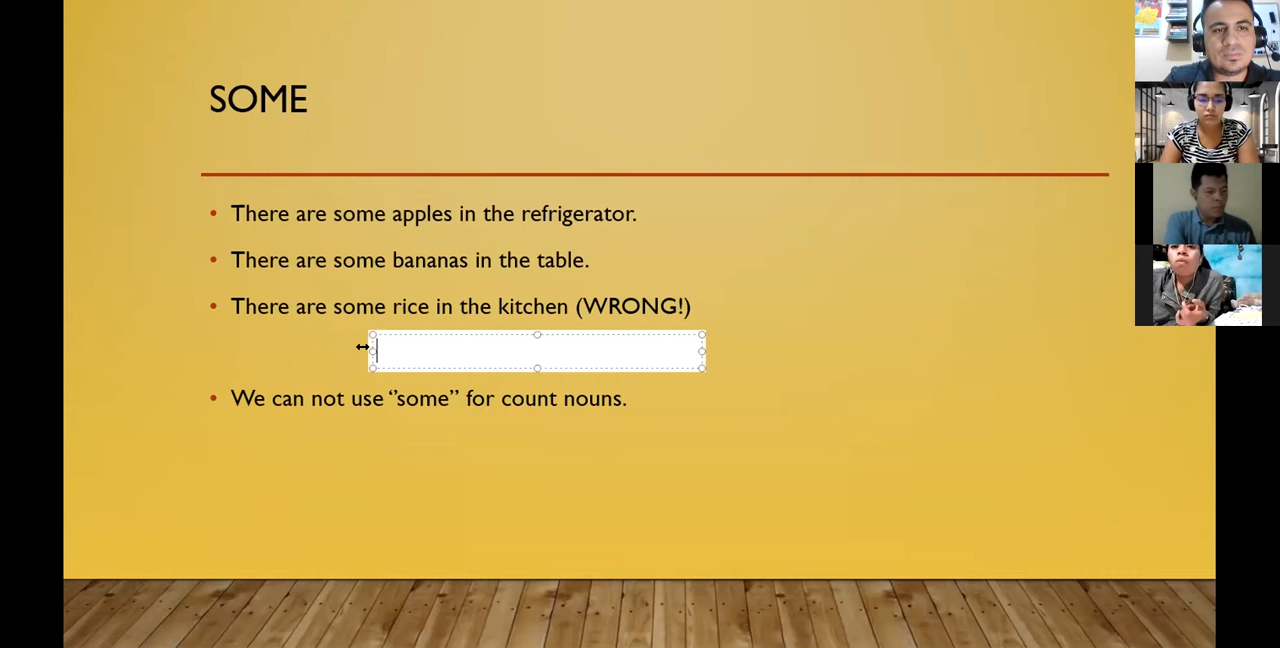 SOME
• There are some apples in the refrigerator.
• There are some bananas in the table.
• There are some rice in the kitchen (WRONG!)
• We can not use ‘’some’’ for count nouns.